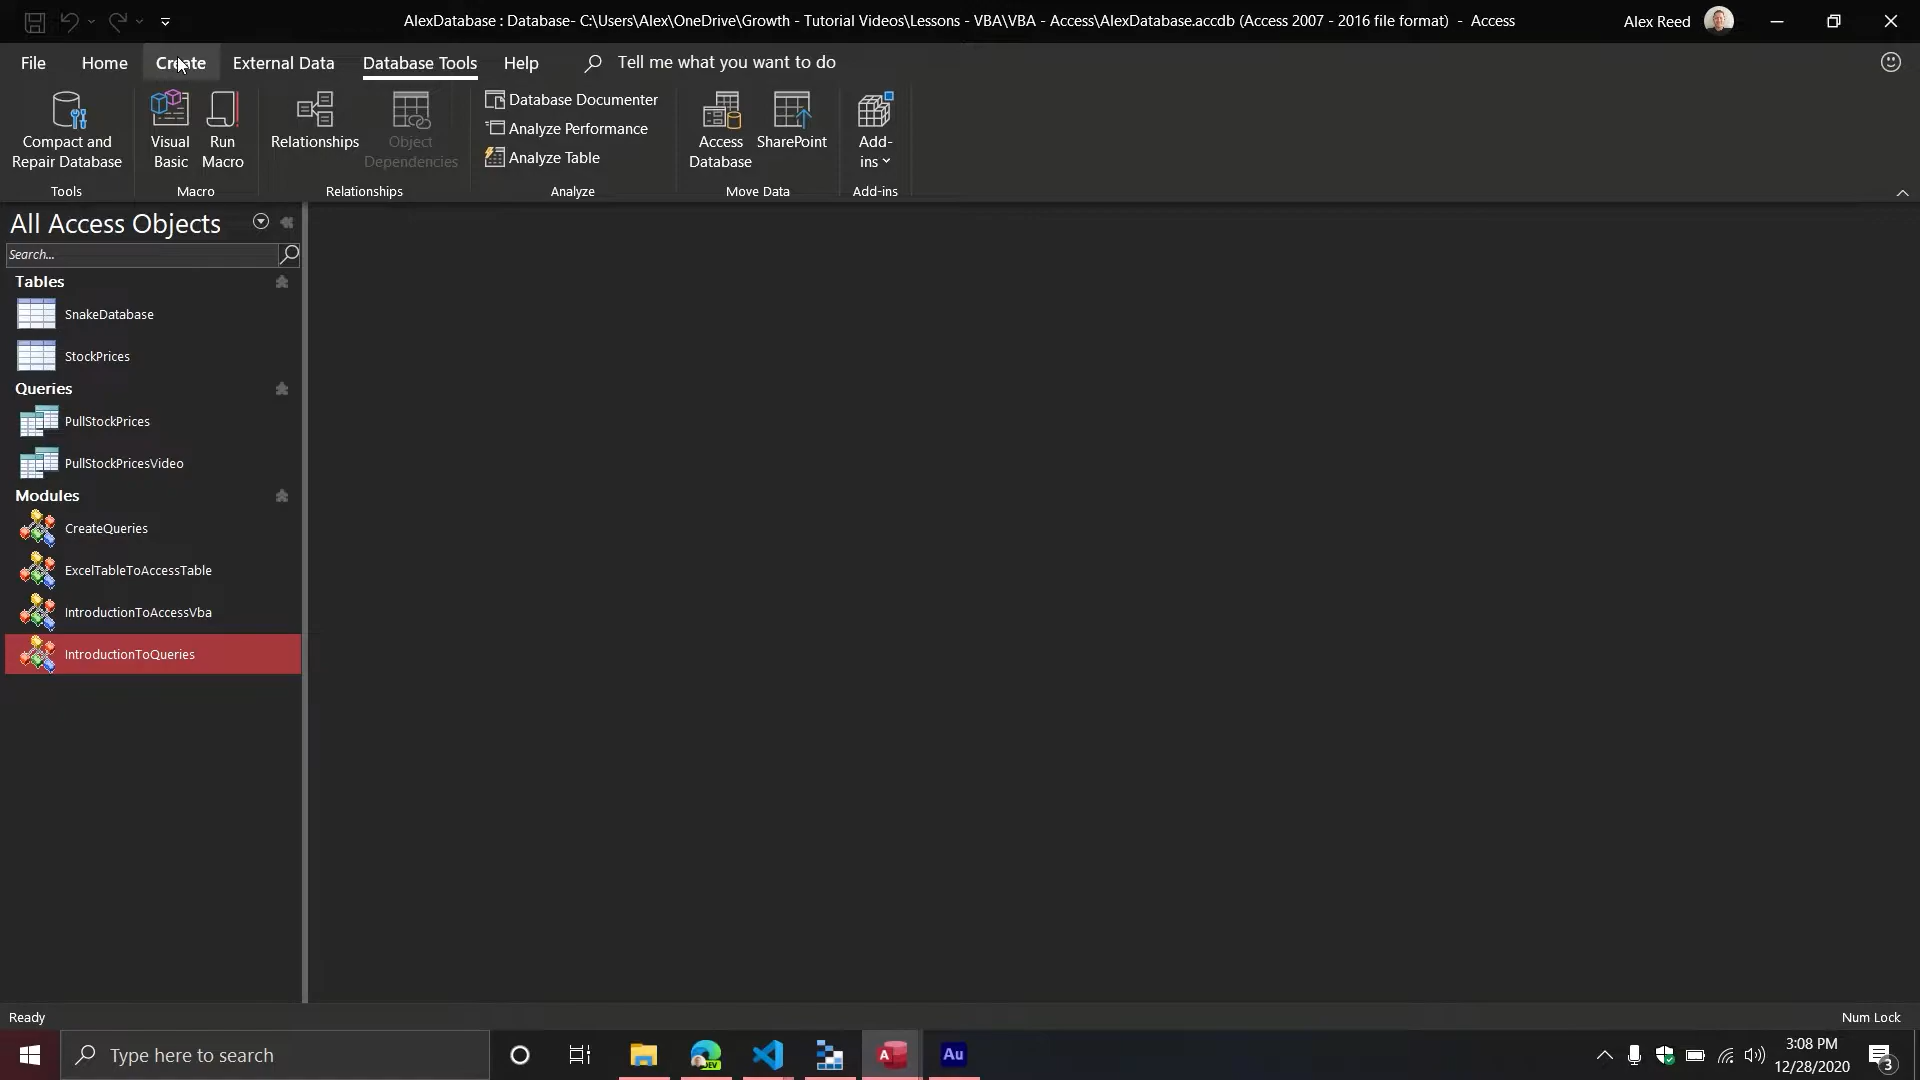 AlexDatabase : Database- C:\Users\Alex\OneDrive\Growth - Tutorial Videos\Lessons - VBA\VBA - Access\AlexDatabase.accdb (Access 2007 - 2016 file format)  -  Access
Alex Reed
File Home Create External Data Database Tools Help Tell me what you want to do
Compact and
Repair Database
Visual
Basic
Run
Macro
Relationships
Object
Dependencies
Database Documenter
Analyze Performance
Analyze Table
Access
Database
SharePoint
Add-
ins
Tools Macro Relationships Analyze Move Data Add-ins
All Access Objects
Search...
Tables
SnakeDatabase
StockPrices
Queries
PullStockPrices
PullStockPricesVideo
Modules
CreateQueries
ExcelTableToAccessTable
IntroductionToAccessVba
IntroductionToQueries
Ready
Num Lock
Type here to search
DEV
A
Au
3:08 PM
12/28/2020
3